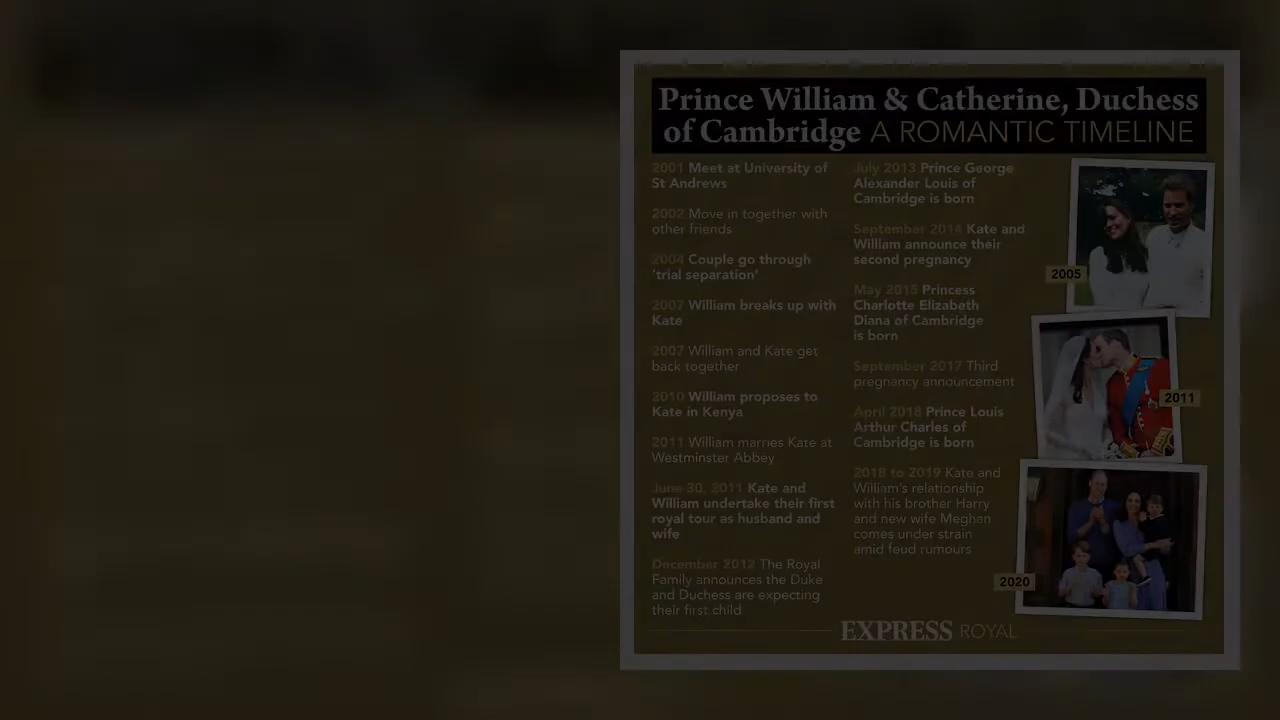 Prince William & Catherine, Duchess
of Cambridge A ROMANTIC TIMELINE
2001 Meet at University of
St Andrews
2002 Move in together with
other friends
2004 Couple go through
'trial separation'
2007 William breaks up with
Kate
2007 William and Kate get
back together
2010 William proposes to
Kate in Kenya
2011 William marries Kate at
Westminster Abbey
June 30, 2011 Kate and
William undertake their first
royal tour as husband and
wife
December 2012 The Royal
Family announces the Duke
and Duchess are expecting
their first child
July 2013 Prince George
Alexander Louis of
Cambridge is born
September 2014 Kate and
William announce their
second pregnancy
May 2015 Princess
Charlotte Elizabeth
Diana of Cambridge
is born
September 2017 Third
pregnancy announcement
April 2018 Prince Louis
Arthur Charles of
Cambridge is born
2018 to 2019 Kate and
William's relationship
with his brother Harry
and new wife Meghan
comes under strain
amid feud rumours
2005
2011
2020
EXPRESS ROYAL